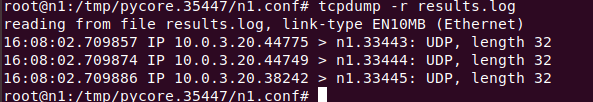 root@n1:/tmp/pycore.35447/n1.conf# tcpdump -r results.log
reading from file results.log, link-type EN10MB (Ethernet)
16:08:02.709857 IP 10.0.3.20.44775 > n1.33443: UDP, length 32
16:08:02.709874 IP 10.0.3.20.44749 > n1.33444: UDP, length 32
16:08:02.709886 IP 10.0.3.20.38242 > n1.33445: UDP, length 32
root@n1:/tmp/pycore.35447/n1.conf#